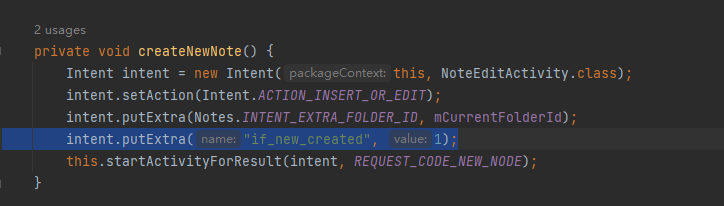 2 usages
private void createNewNote() {
Intent intent = new Intent( packageContext: this, NoteEditActivity.class);
intent.setAction(Intent.ACTION_INSERT_OR_EDIT);
intent.putExtra(Notes.INTENT_EXTRA_FOLDER_ID, mCurrentFolderId);
intent.putExtra( name: "if_new_created", value: 1);
this.startActivityForResult(intent, REQUEST_CODE_NEW_NODE);
}